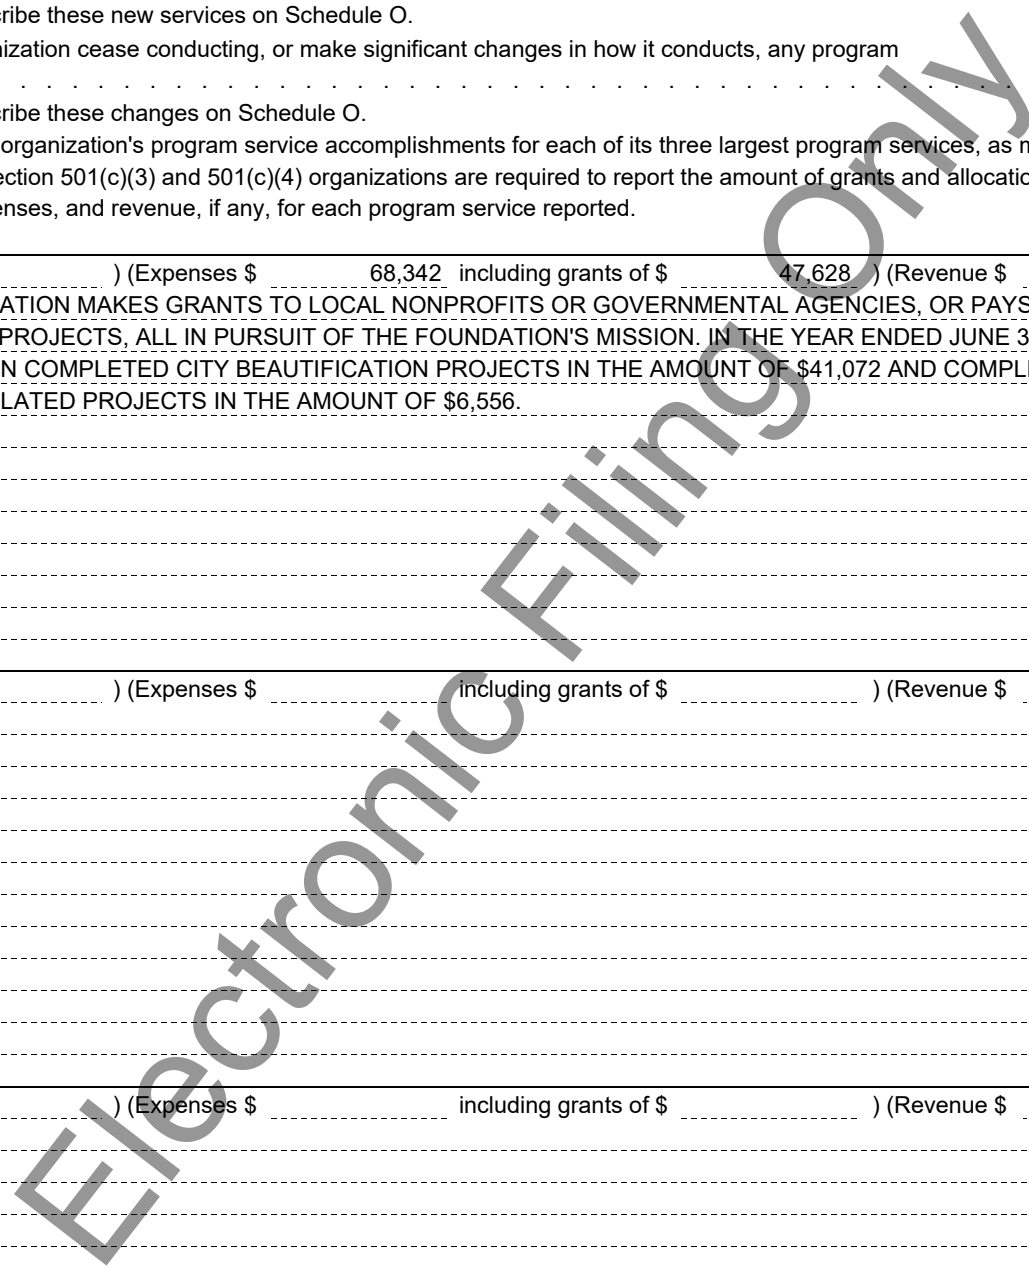 ribe these new services on Schedule O.
nization cease conducting, or make significant changes in how it conducts, any program
. . . . . . . . . . . . . . . . . . . . . . . . . . . . . . . . . . . . . . .
ribe these changes on Schedule O.
organization's program service accomplishments for each of its three largest program services, as m
ection 501(c)(3) and 501(c)(4) organizations are required to report the amount of grants and allocatio
enses, and revenue, if any, for each program service reported.
) (Expenses $ 68,342 including grants of $ 47,628 ) (Revenue $
ATION MAKES GRANTS TO LOCAL NONPROFITS OR GOVERNMENTAL AGENCIES, OR PAYS
PROJECTS, ALL IN PURSUIT OF THE FOUNDATION'S MISSION. IN THE YEAR ENDED JUNE 3
N COMPLETED CITY BEAUTIFICATION PROJECTS IN THE AMOUNT OF $41,072 AND COMPL
LATED PROJECTS IN THE AMOUNT OF $6,556.
) (Expenses $ including grants of $ ) (Revenue $
) (Expenses $ including grants of $ ) (Revenue $
Electronic Filing Only